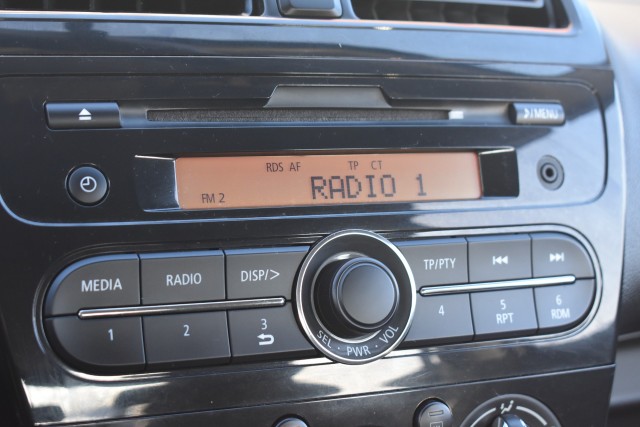 ♪/MENU
RDS AF TP CT
FM 2 RADIO 1
MEDIA RADIO DISP/> TP/PTY
1 2 3 4 5 6
RPT RDM
SEL · PWR · VOL